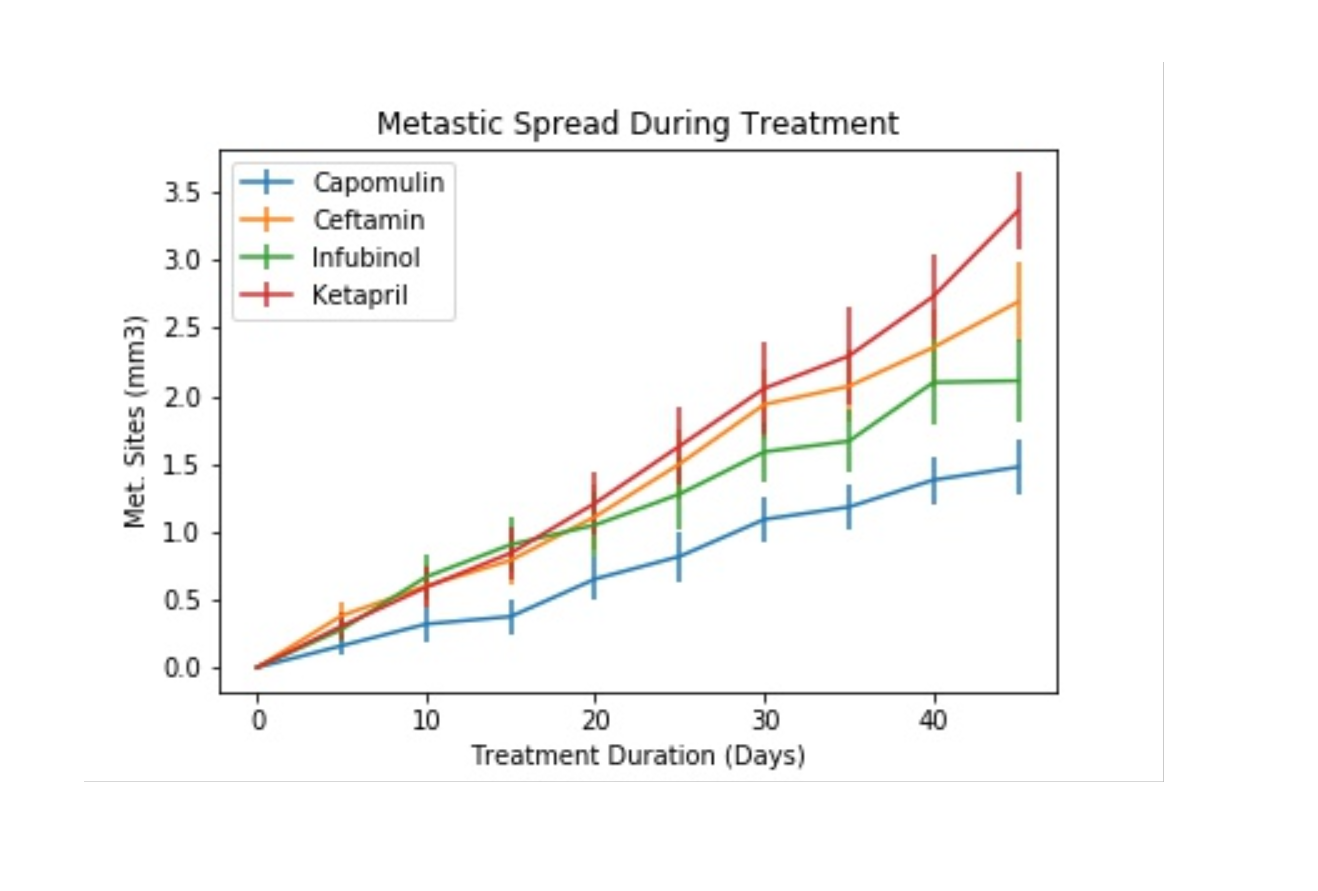 Metastic Spread During Treatment
Capomulin
Ceftamin
Infubinol
Ketapril
3.5
3.0
2.5
2.0
1.5
1.0
0.5
0.0
Met. Sites (mm3)
0 10 20 30 40
Treatment Duration (Days)